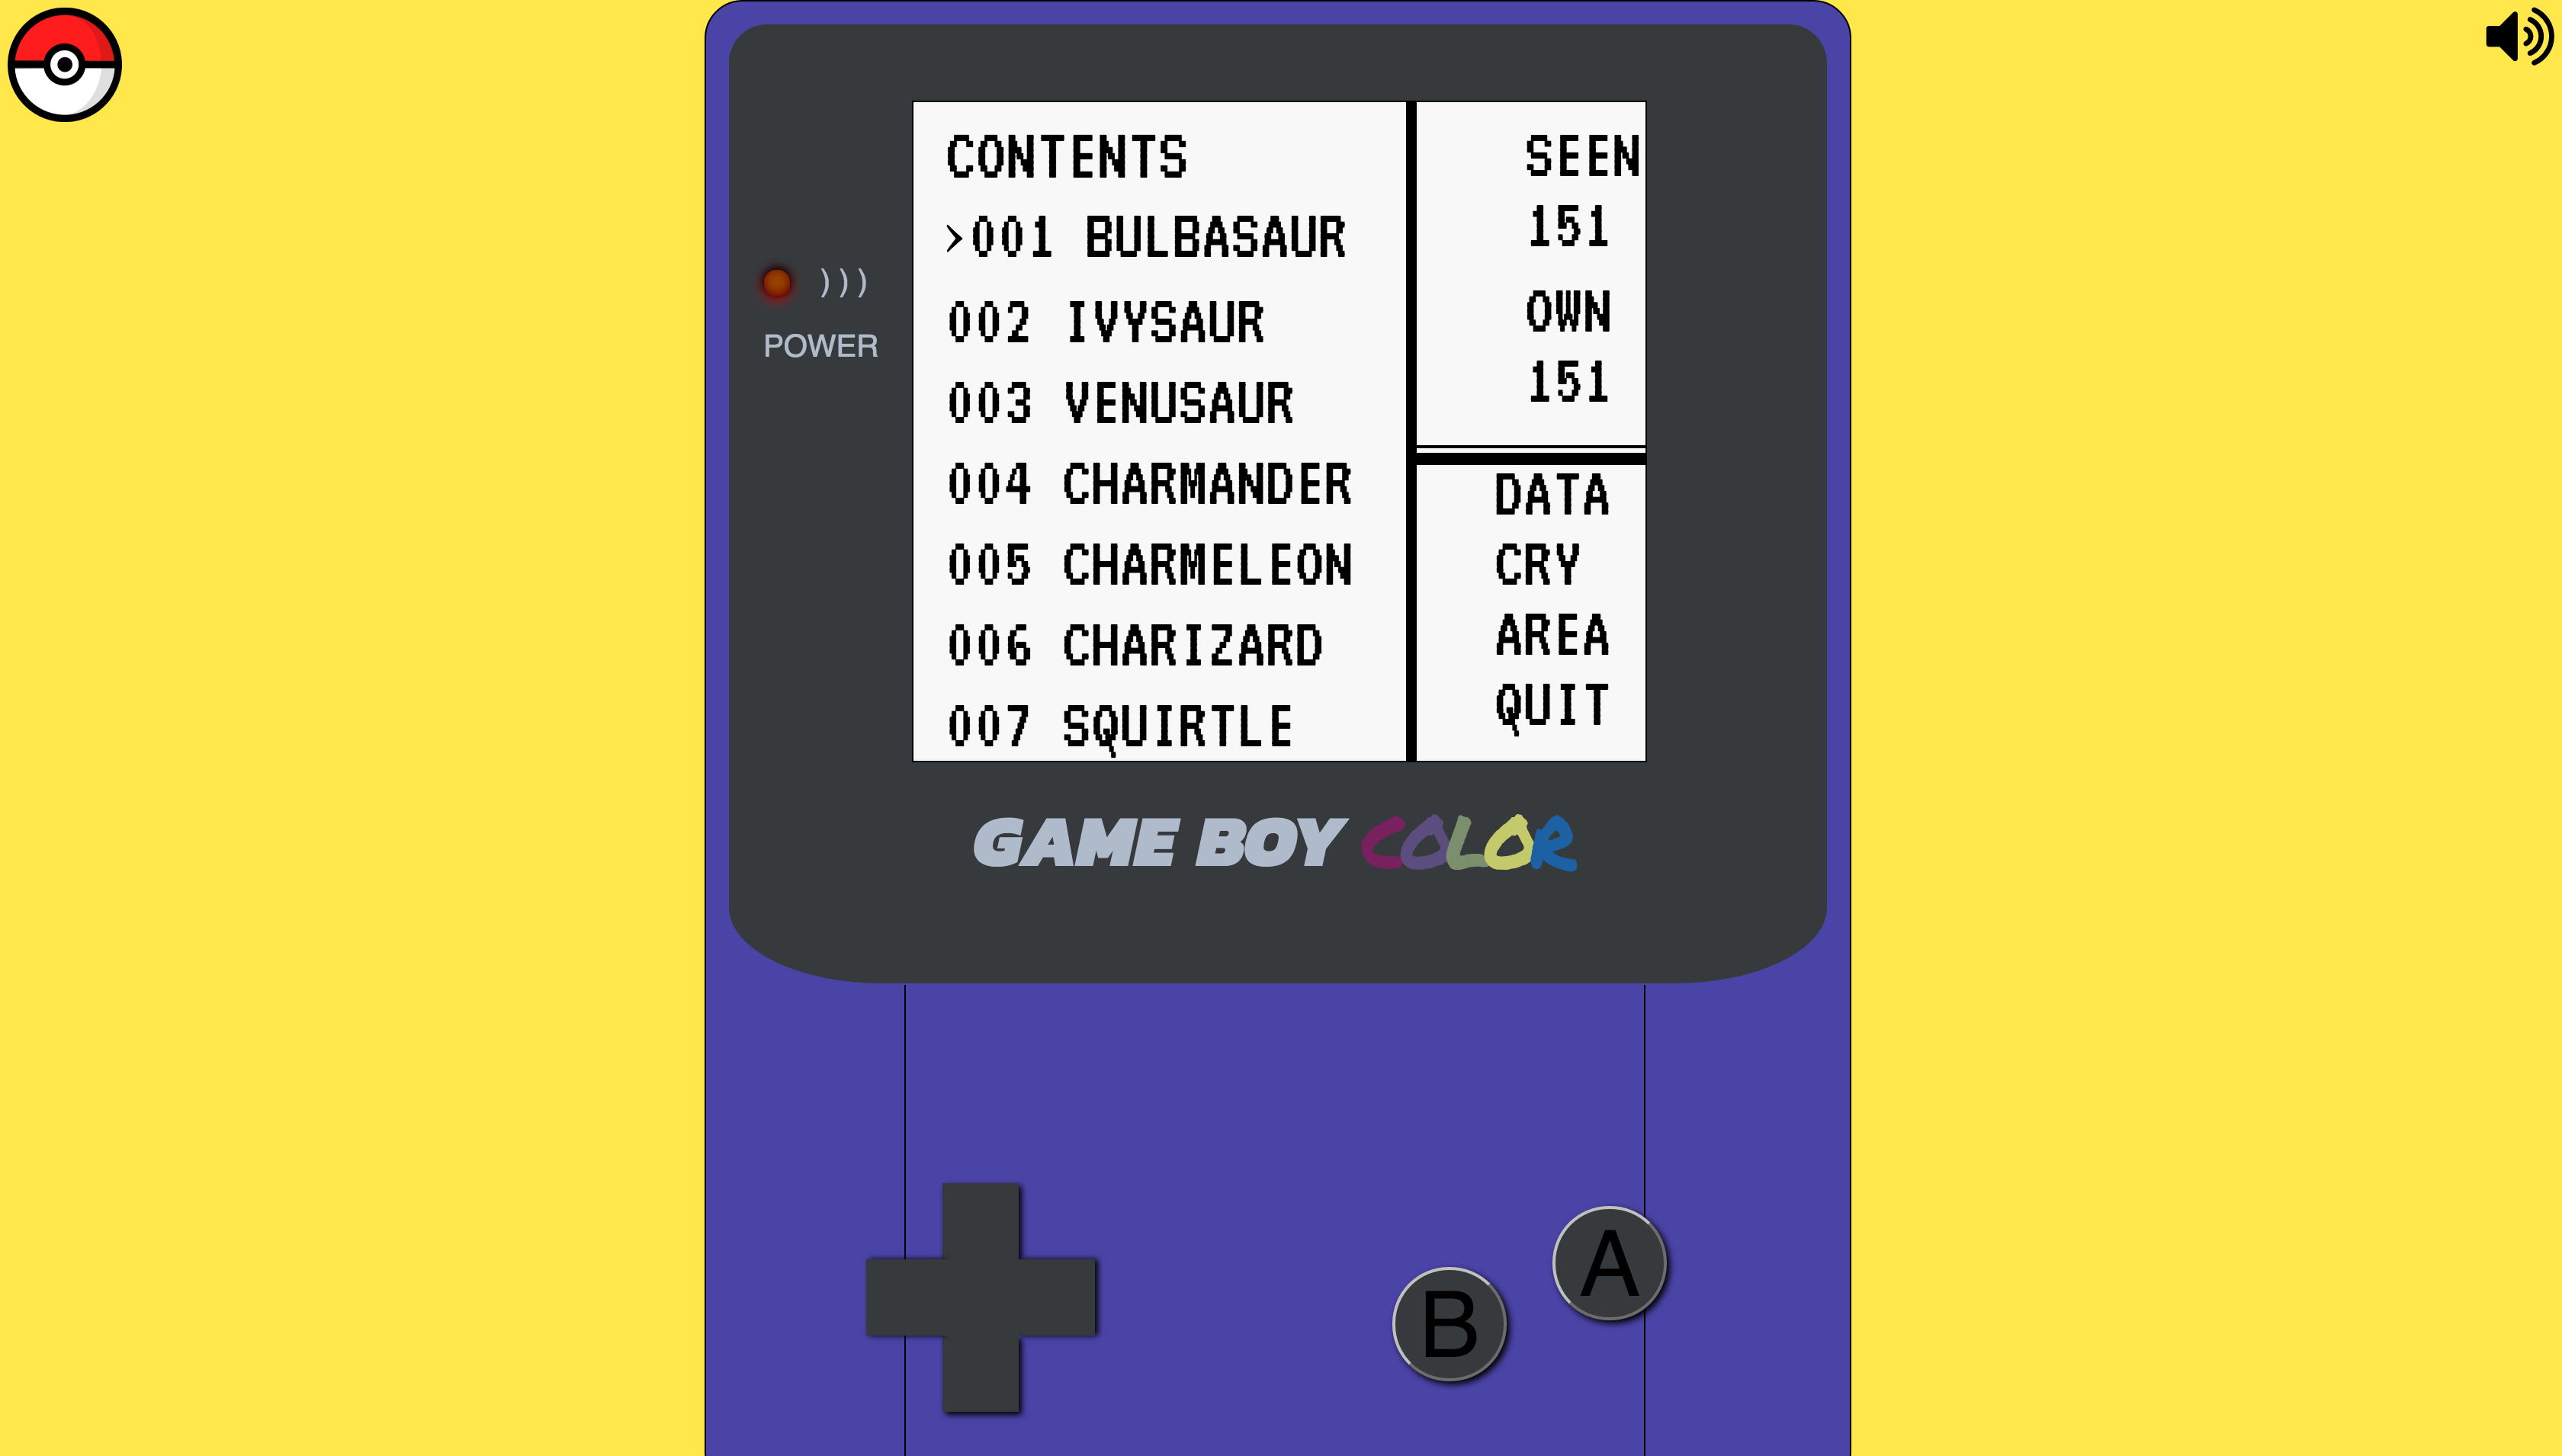 CONTENTS
>001 BULBASAUR
002 IVYSAUR
003 VENUSAUR
004 CHARMANDER
005 CHARMELEON
006 CHARIZARD
007 SQUIRTLE
SEEN
151
OWN
151
DATA
CRY
AREA
QUIT
)))
POWER
GAME BOY COLOR
A
B